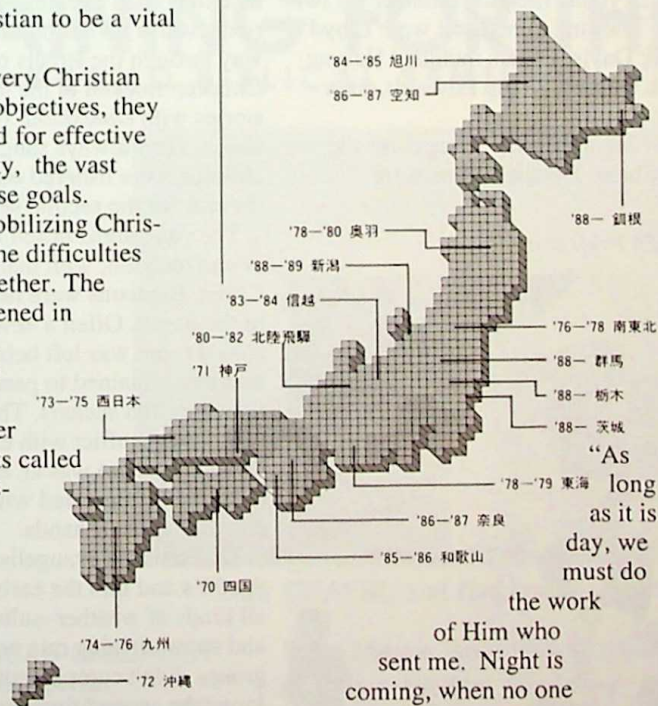 stian to be a vital
very Christian
objectives, they
d for effective
ty, the vast
se goals.
obilizing Chris-
he difficulties
ether. The
ened in
er
s called
-
'84—'85 旭川
'86—'87 空知
'88— 釧根
'78—'80 奥羽
'88—'89 新潟
'83—'84 信越
'80—'82 北陸飛騨
'71 神戸
'73—'75 西日本
'76—'78 南東北
'88— 群馬
'88— 栃木
'88— 茨城
'78—'79 東海
'86—'87 奈良
'85—'86 和歌山
'70 四国
'74—'76 九州
'72 沖縄
“As
long
as it is
day, we
must do
the work
of Him who
sent me. Night is
coming, when no one